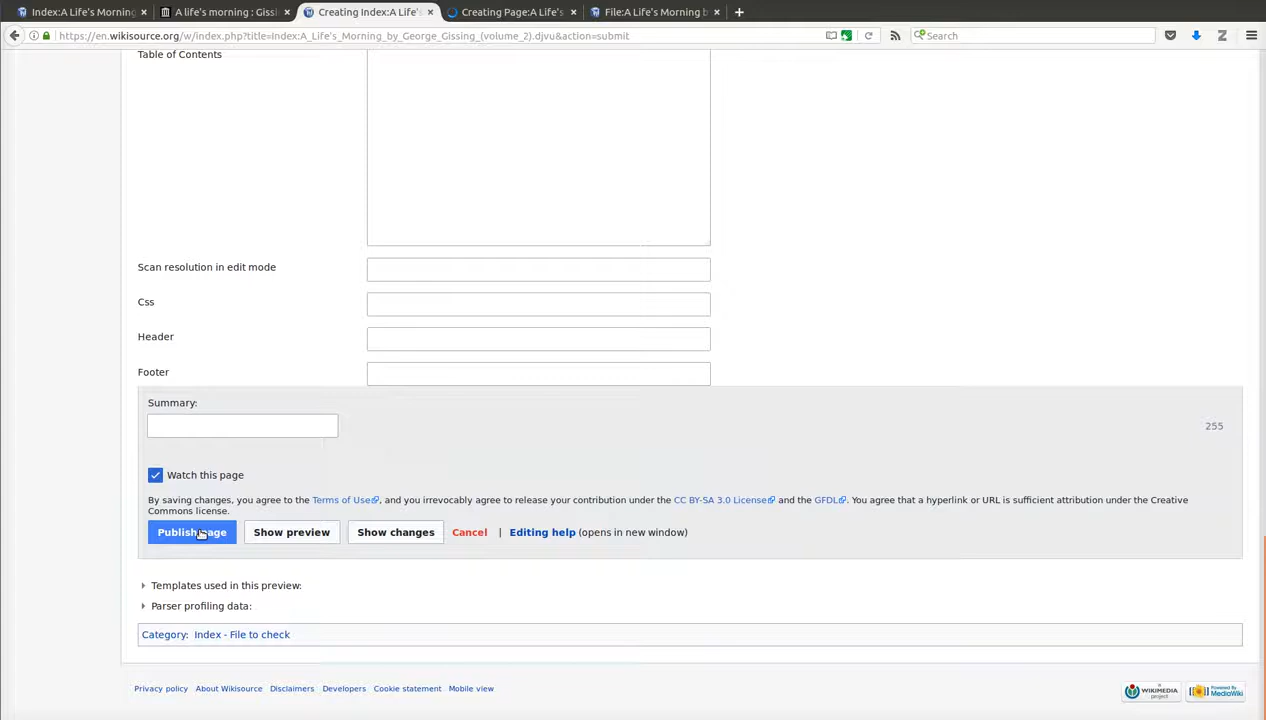 Index:A Life's Mornin
A life's morning : Gissi
Creating Index:A Life's
Creating Page:A Life's
File:A Life's Morning b
https://en.wikisource.org/w/index.php?title=Index:A_Life's_Morning_by_George_Gissing_(volume_2).djvu&action=submit
Search
Table of Contents
Scan resolution in edit mode
Css
Header
Footer
Summary:
255
Watch this page
By saving changes, you agree to the Terms of Use, and you irrevocably agree to release your contribution under the CC BY-SA 3.0 License and the GFDL. You agree that a hyperlink or URL is sufficient attribution under the Creative
Commons license.
Publish page Show preview Show changes Cancel | Editing help (opens in new window)
Templates used in this preview:
Parser profiling data:
Category: Index - File to check
Privacy policy About Wikisource Disclaimers Developers Cookie statement Mobile view
WIKIMEDIA
project
Powered By
MediaWiki